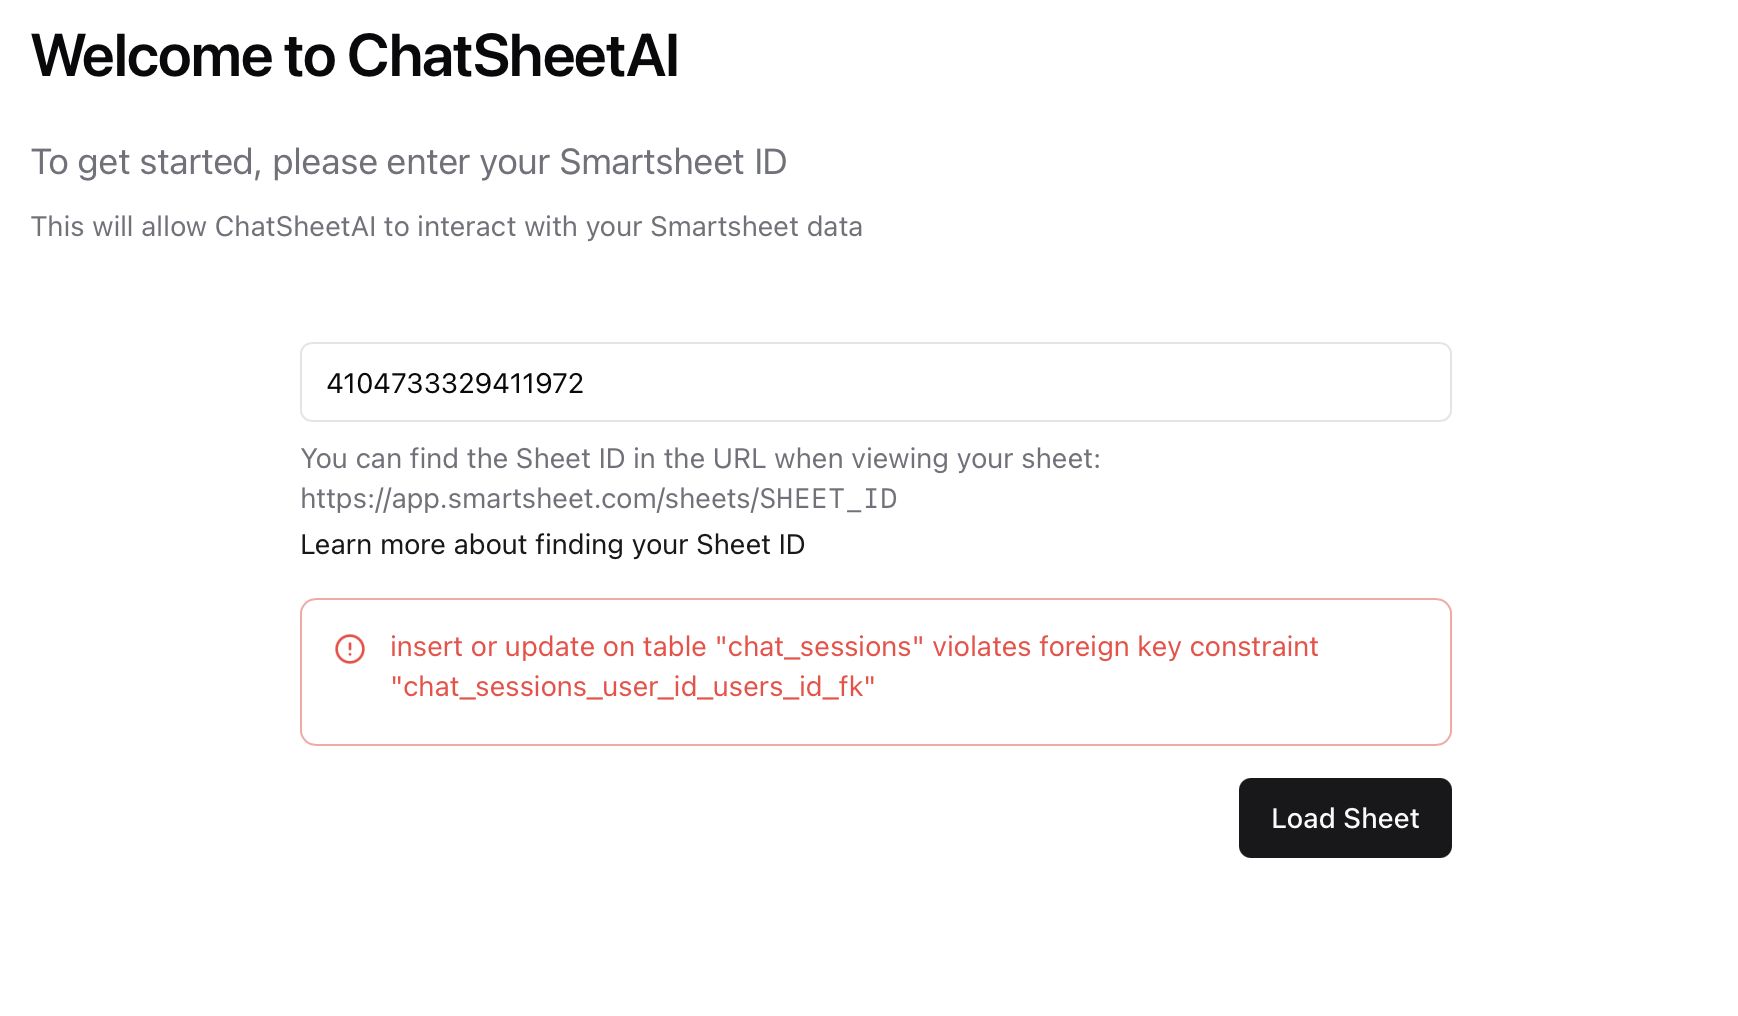 Welcome to ChatSheetAI
To get started, please enter your Smartsheet ID
This will allow ChatSheetAI to interact with your Smartsheet data
4104733329411972
You can find the Sheet ID in the URL when viewing your sheet:
https://app.smartsheet.com/sheets/SHEET_ID
Learn more about finding your Sheet ID
insert or update on table "chat_sessions" violates foreign key constraint
"chat_sessions_user_id_users_id_fk"
Load Sheet